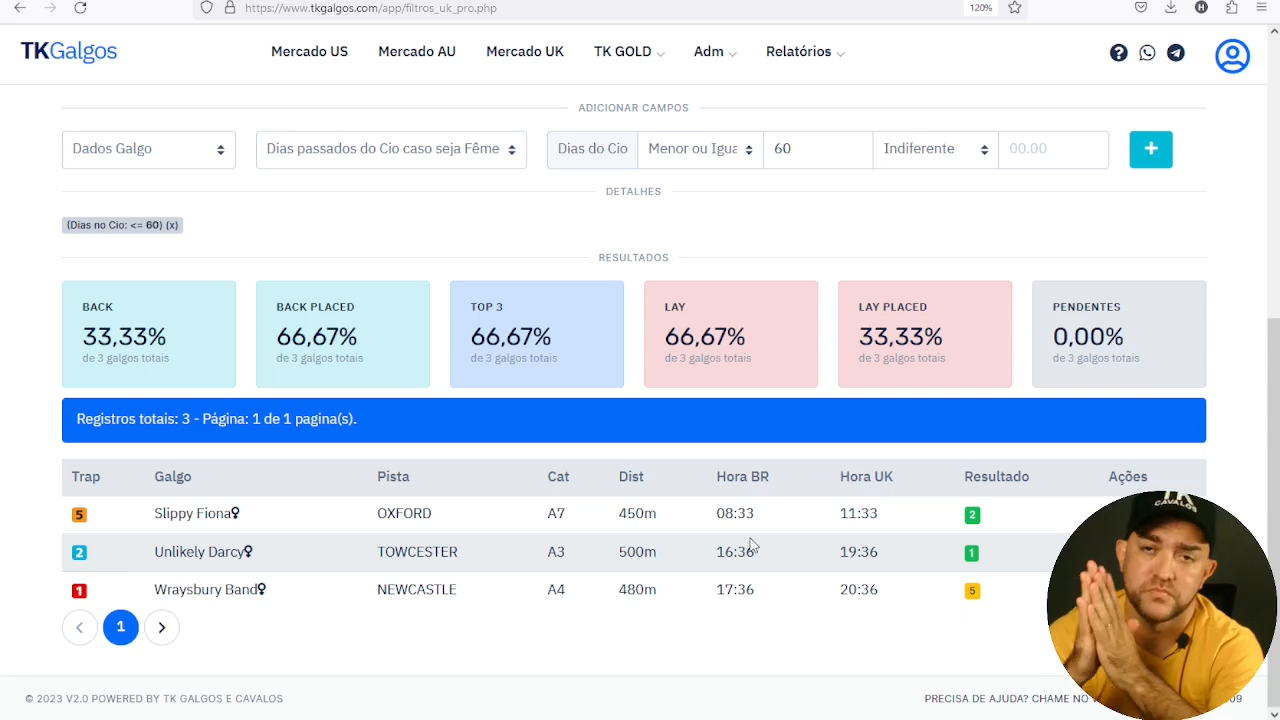 https://www.tkgalgos.com/app/filtros_uk_pro.php 120%
TKGalgos Mercado US Mercado AU Mercado UK TK GOLD Adm Relatórios
ADICIONAR CAMPOS
Dados Galgo Dias passados do Cio caso seja Fême Dias do Cio Menor ou Igua 60 Indiferente 00.00 +
DETALHES
(Dias no Cio: <= 60) (x)
RESULTADOS
BACK BACK PLACED TOP 3 LAY LAY PLACED PENDENTES
33,33% 66,67% 66,67% 66,67% 33,33% 0,00%
de 3 galgos totais de 3 galgos totais de 3 galgos totais de 3 galgos totais de 3 galgos totais de 3 galgos totais
Registros totais: 3 - Página: 1 de 1 pagina(s).
Trap Galgo Pista Cat Dist Hora BR Hora UK Resultado Ações
5 Slippy Fiona♀ OXFORD A7 450m 08:33 11:33 2
2 Unlikely Darcy♀ TOWCESTER A3 500m 16:36 19:36 1
1 Wraysbury Band♀ NEWCASTLE A4 480m 17:36 20:36 5
1
TK
CAVALOS
© 2023 V2.0 POWERED BY TK GALGOS E CAVALOS PRECISA DE AJUDA? CHAME NO 09